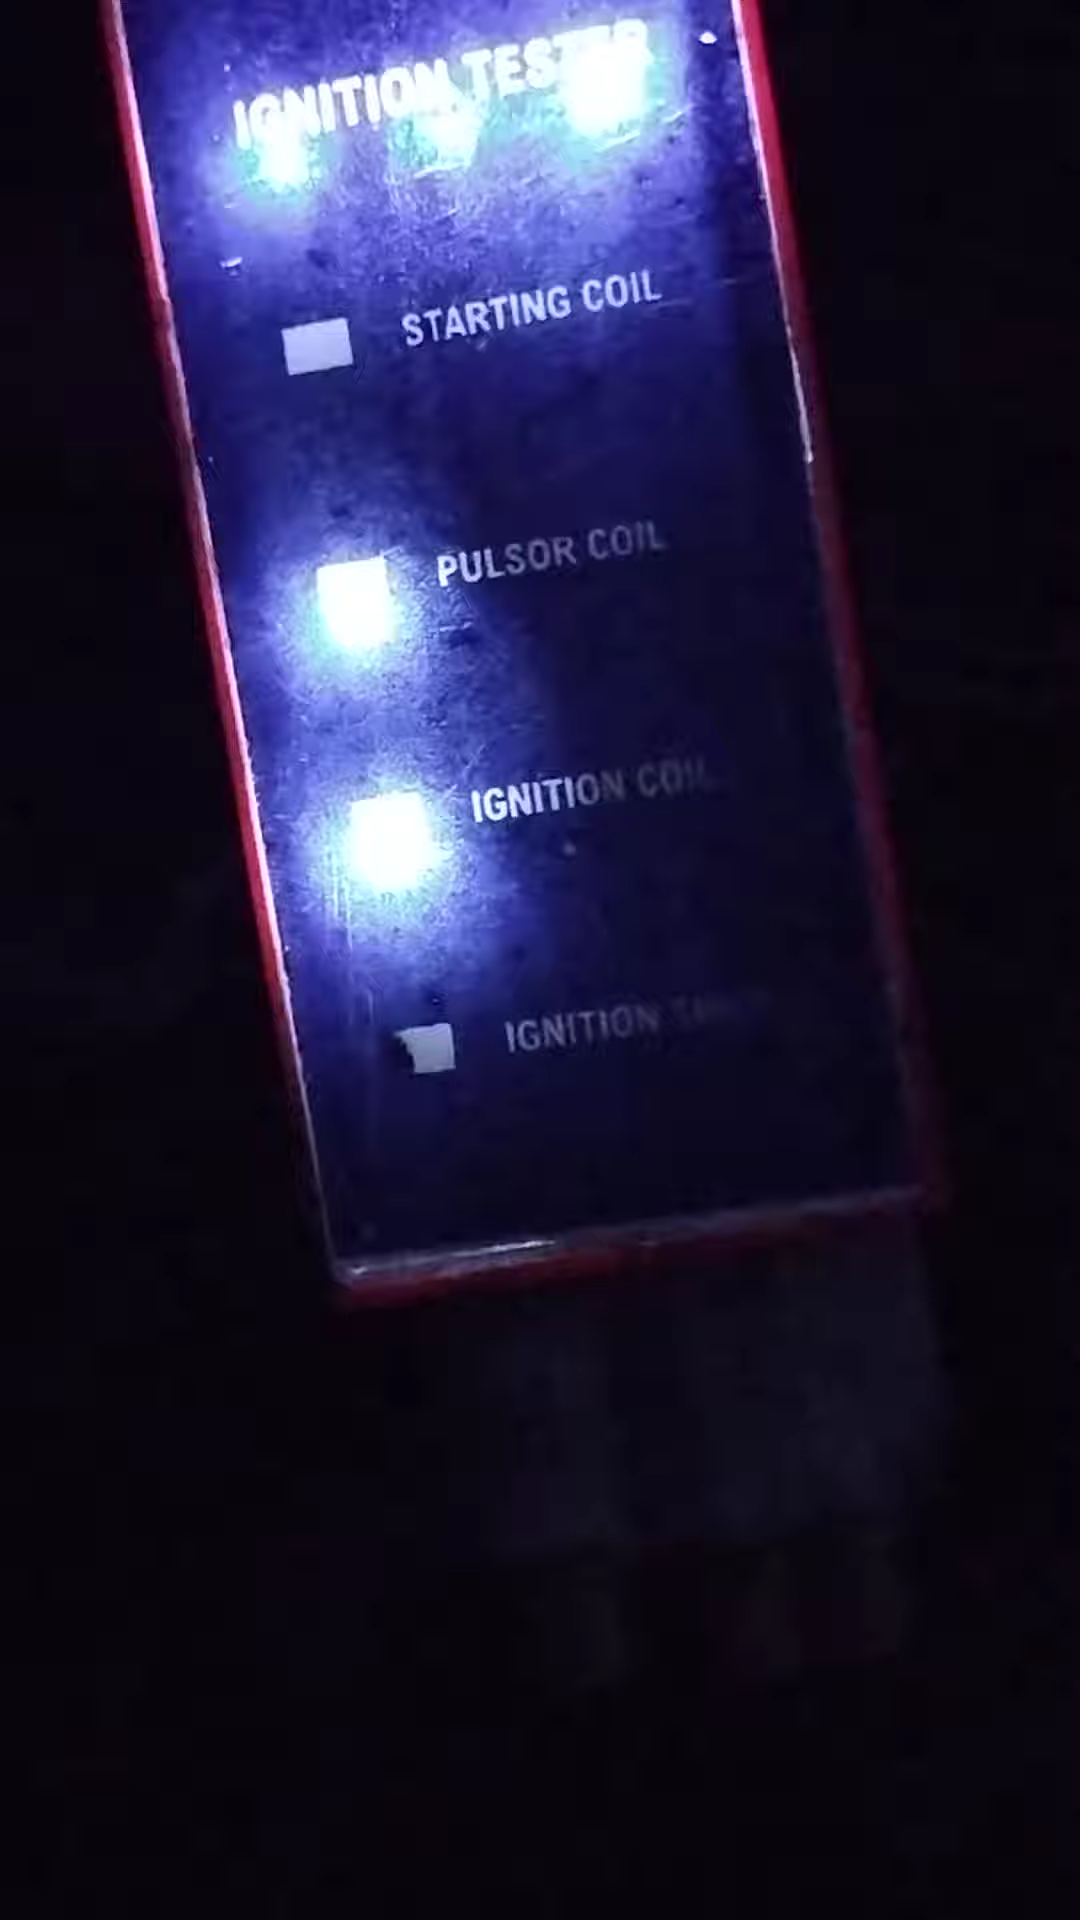 IGNITION TESTER
STARTING COIL
PULSOR COIL
IGNITION COIL
IGNITION